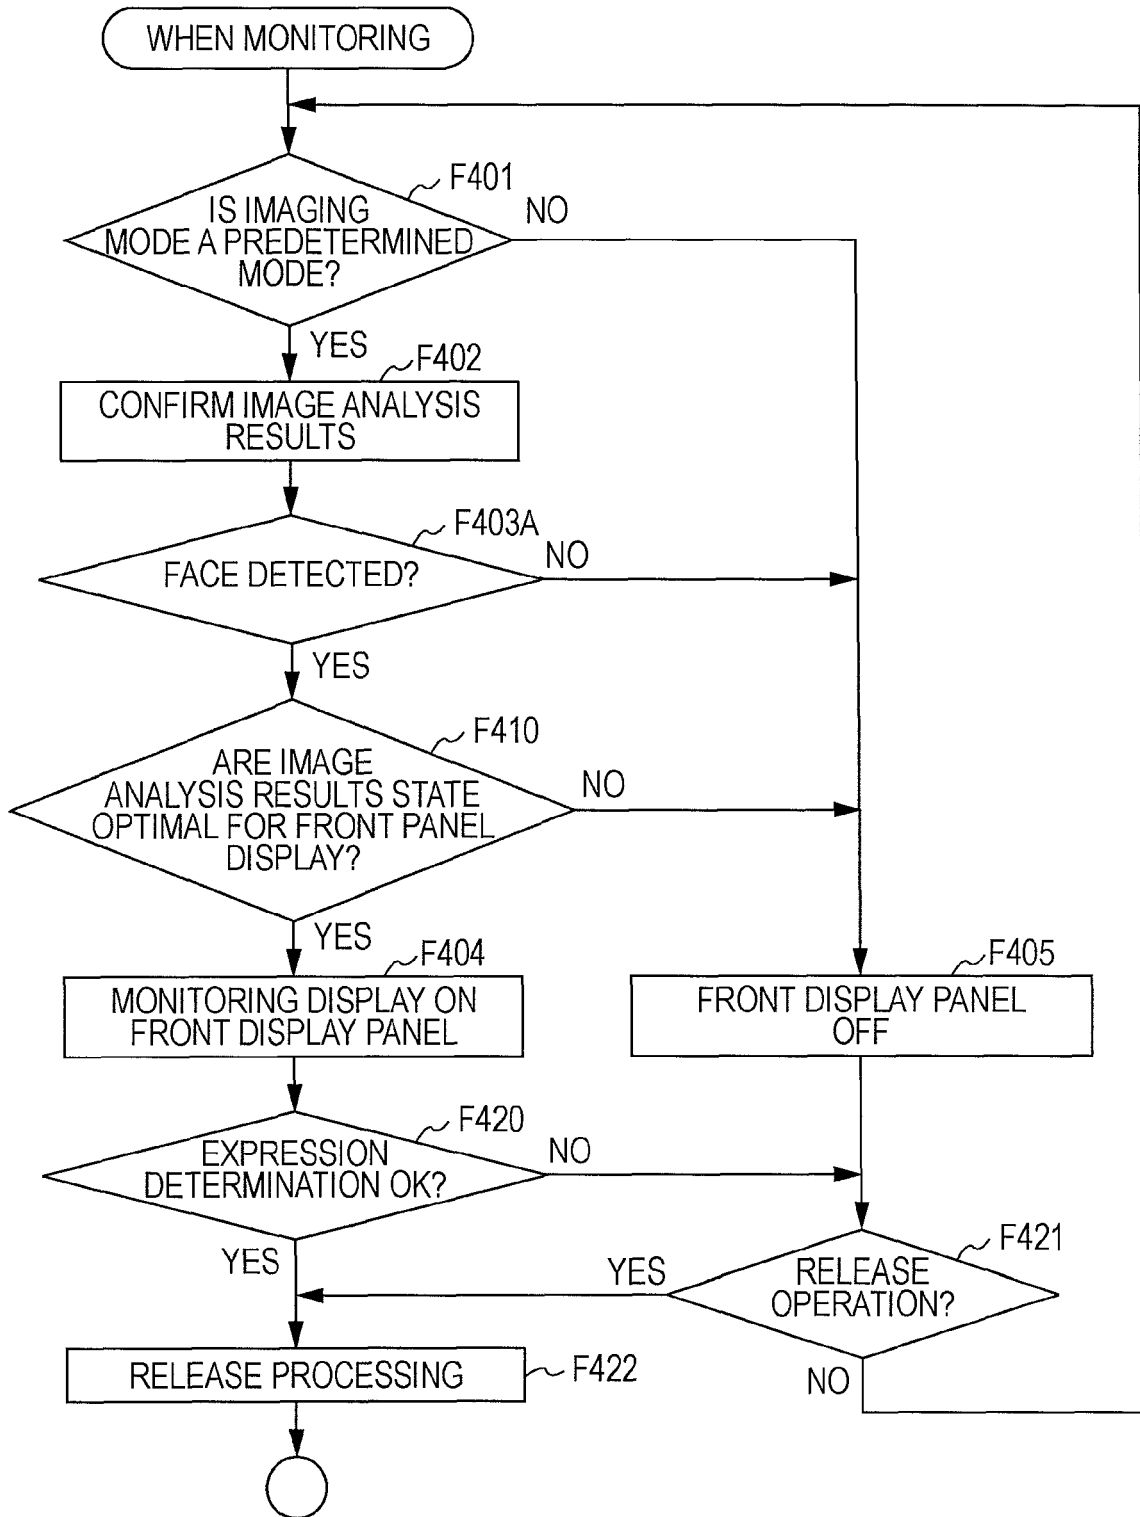 WHEN MONITORING
F401
IS IMAGING
MODE A PREDETERMINED
MODE?
NO
YES
F402
CONFIRM IMAGE ANALYSIS
RESULTS
F403A
FACE DETECTED?
NO
YES
F410
ARE IMAGE
ANALYSIS RESULTS STATE
OPTIMAL FOR FRONT PANEL
DISPLAY?
NO
YES
F404
MONITORING DISPLAY ON
FRONT DISPLAY PANEL
F405
FRONT DISPLAY PANEL
OFF
F420
EXPRESSION
DETERMINATION OK?
NO
YES
F421
RELEASE
OPERATION?
YES
NO
RELEASE PROCESSING
F422